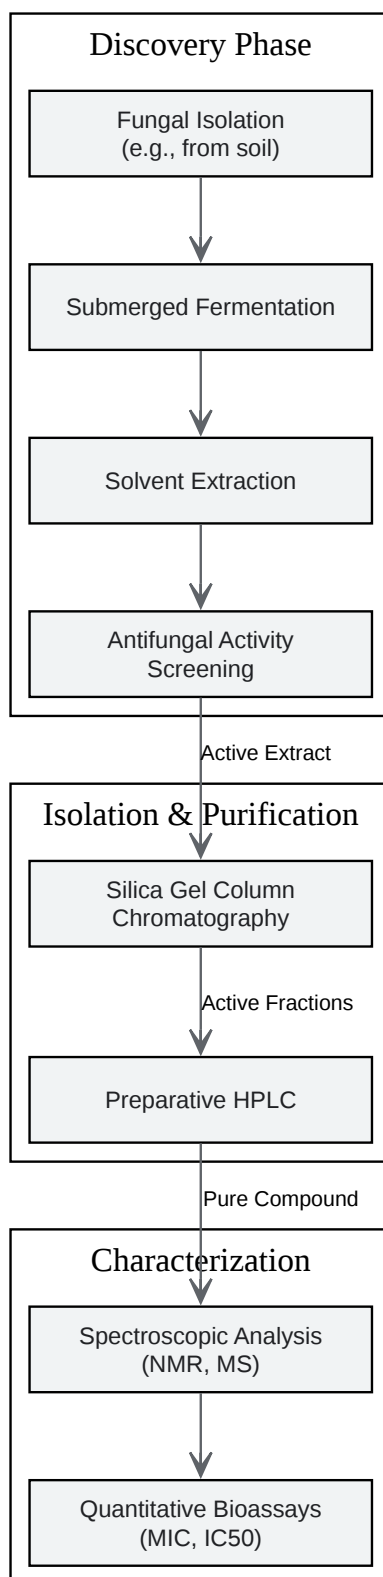 Discovery Phase
Fungal Isolation
(e.g., from soil)
Submerged Fermentation
Solvent Extraction
Antifungal Activity
Screening
Active Extract
Isolation & Purification
Silica Gel Column
Chromatography
Active Fractions
Preparative HPLC
Pure Compound
Characterization
Spectroscopic Analysis
(NMR, MS)
Quantitative Bioassays
(MIC, IC50)